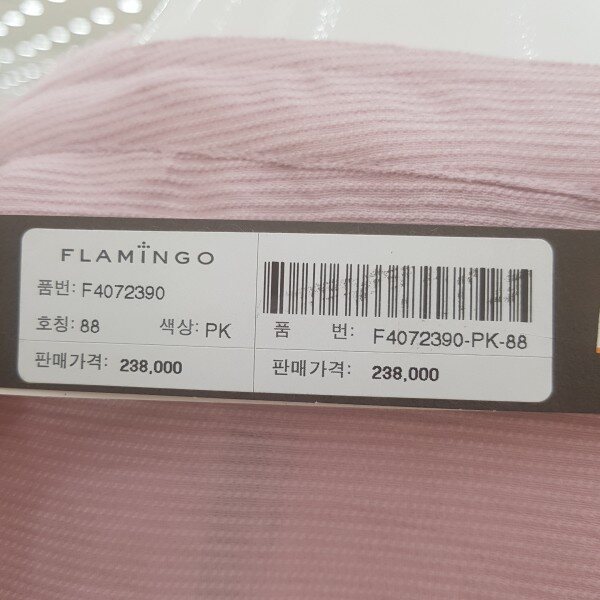 FLAMINGO
품번: F4072390
호칭: 88 색상: PK
판매가격: 238,000
품 번: F4072390-PK-88
판매가격: 238,000